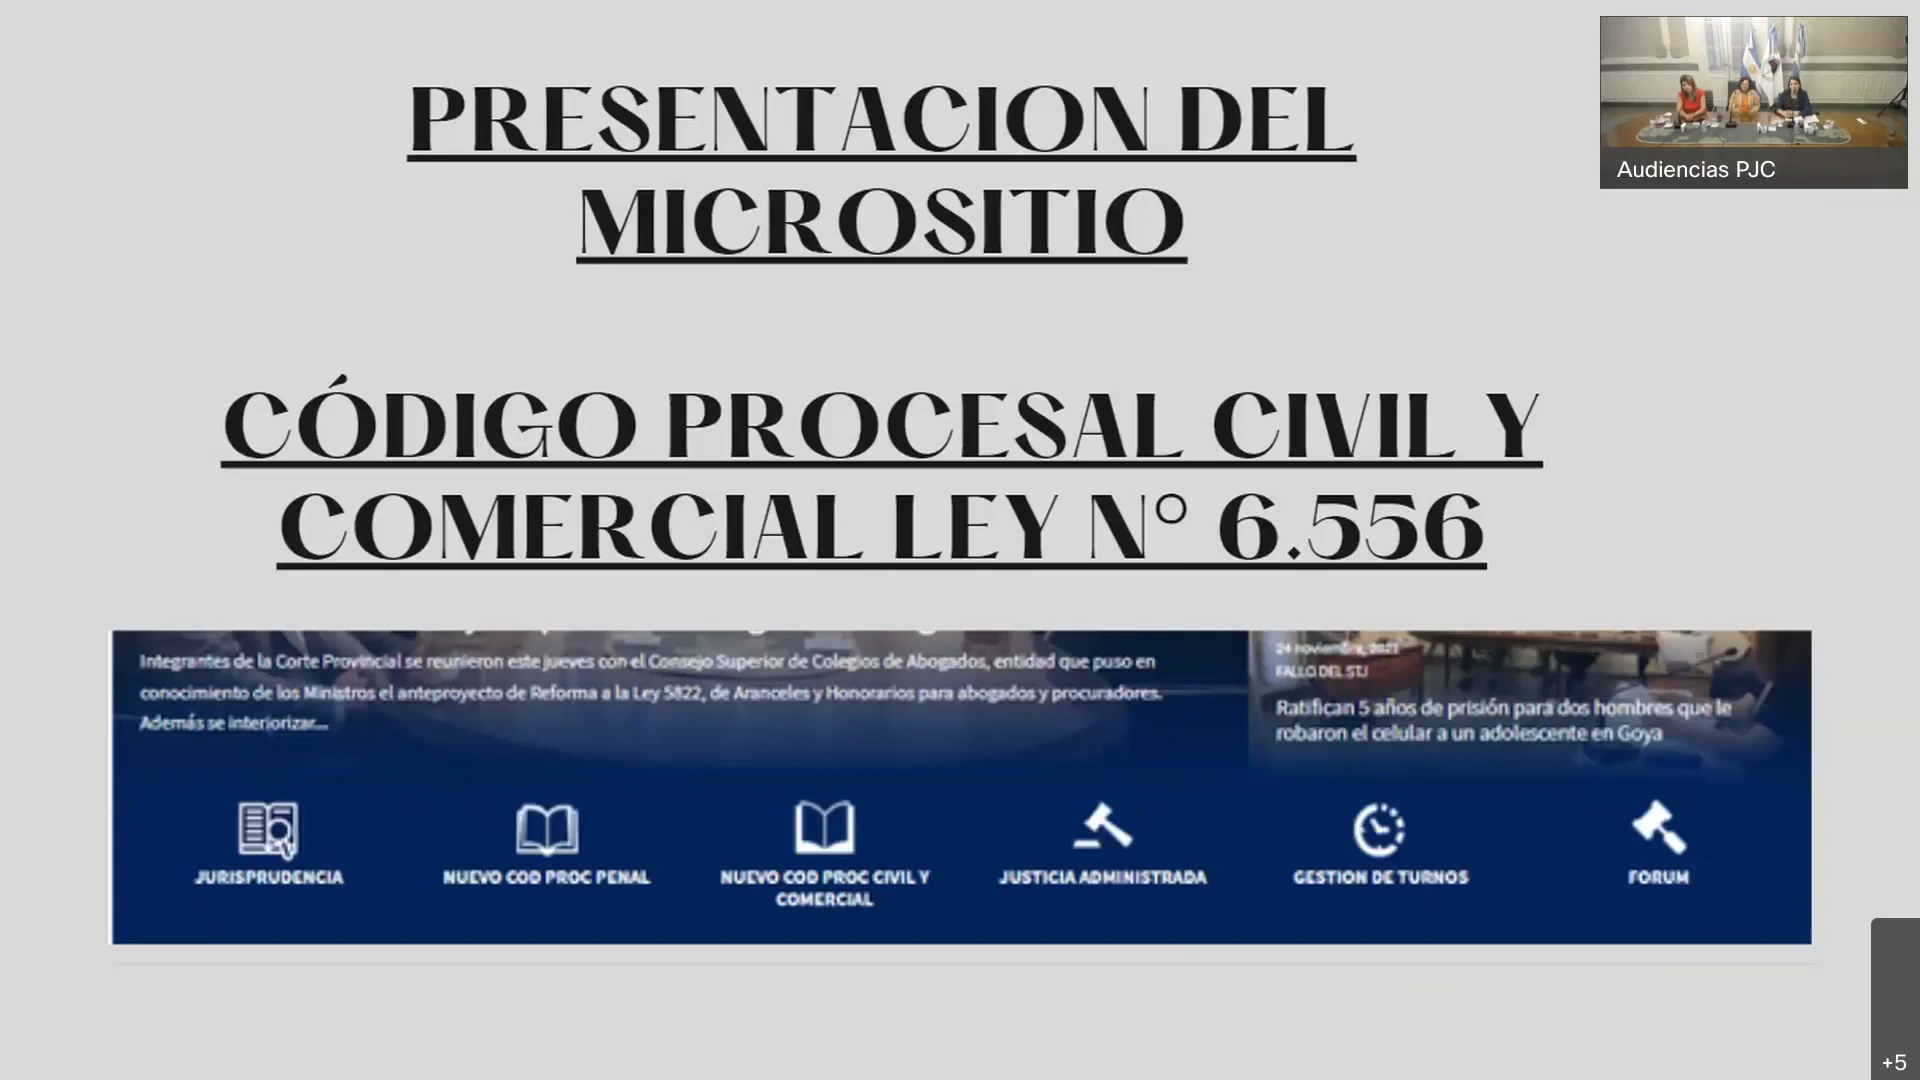 PRESENTACION DEL
MICROSITIO
CÓDIGO PROCESAL CIVIL Y
COMERCIAL LEY N° 6.556
Audiencias PJC
Integrantes de la Corte Provincial se reunieron este jueves con el Consejo Superior de Colegios de Abogados, entidad que puso en
conocimiento de los Ministros el anteproyecto de Reforma a la Ley 5822, de Aranceles y Honorarios para abogados y procuradores.
Además se interiorizar...
24 noviembre, 2021
FALLO DEL STJ
Ratifican 5 años de prisión para dos hombres que le
robaron el celular a un adolescente en Goya
JURISPRUDENCIA
NUEVO COD PROC PENAL
NUEVO COD PROC CIVIL Y
COMERCIAL
JUSTICIA ADMINISTRADA
GESTION DE TURNOS
FORUM
+5